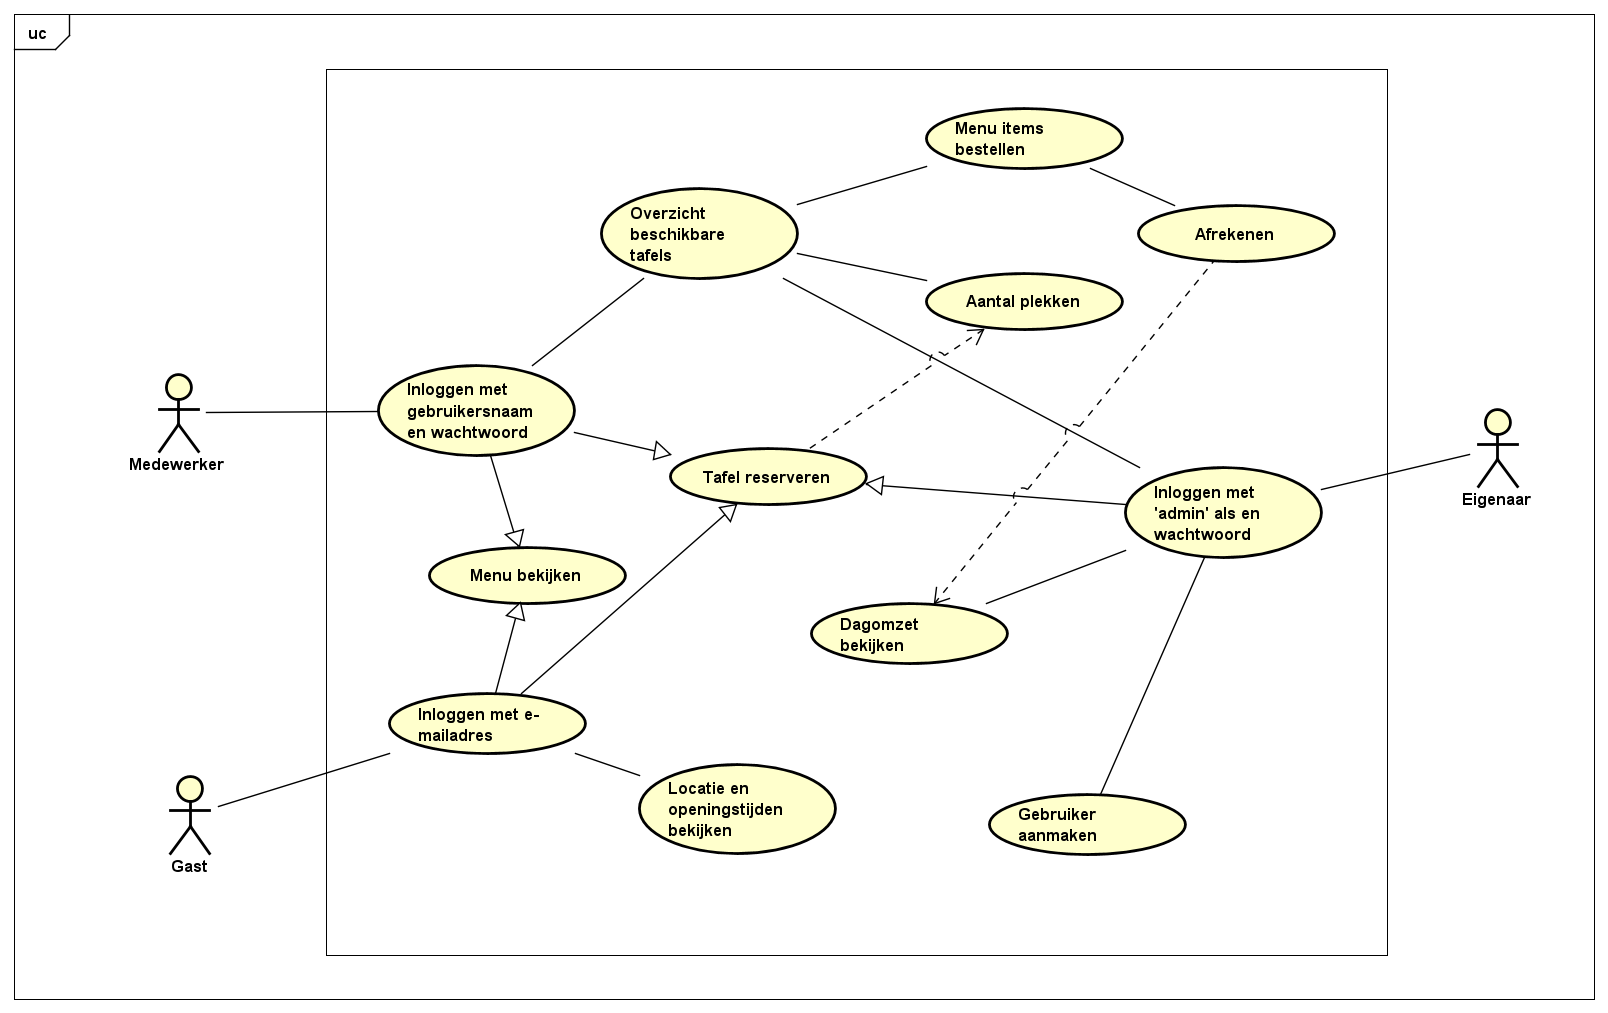 uc
Menu items
bestellen
Overzicht
beschikbare
tafels
Afrekenen
Aantal plekken
Inloggen met
gebruikersnaam
en wachtwoord
Medewerker
Tafel reserveren
Inloggen met
'admin' als en
wachtwoord
Eigenaar
Menu bekijken
Dagomzet
bekijken
Inloggen met e-
mailadres
Locatie en
openingstijden
bekijken
Gebruiker
aanmaken
Gast